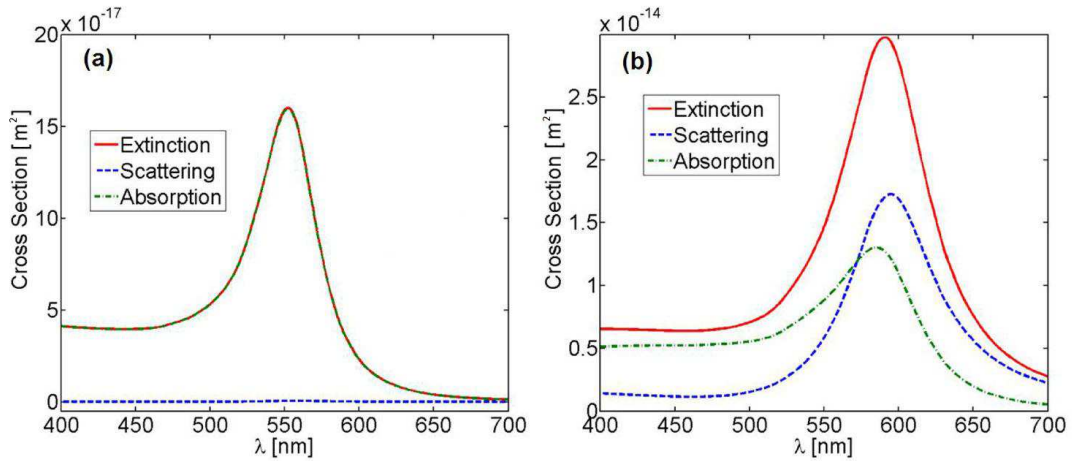 x 10-17
(a)
20
15
10
5
0
Cross Section [m²]
Extinction
Scattering
Absorption
400 450 500 550 600 650 700
λ [nm]
x 10-14
(b)
2.5
2
1.5
1
0.5
0
Cross Section [m²]
Extinction
Scattering
Absorption
400 450 500 550 600 650 700
λ [nm]